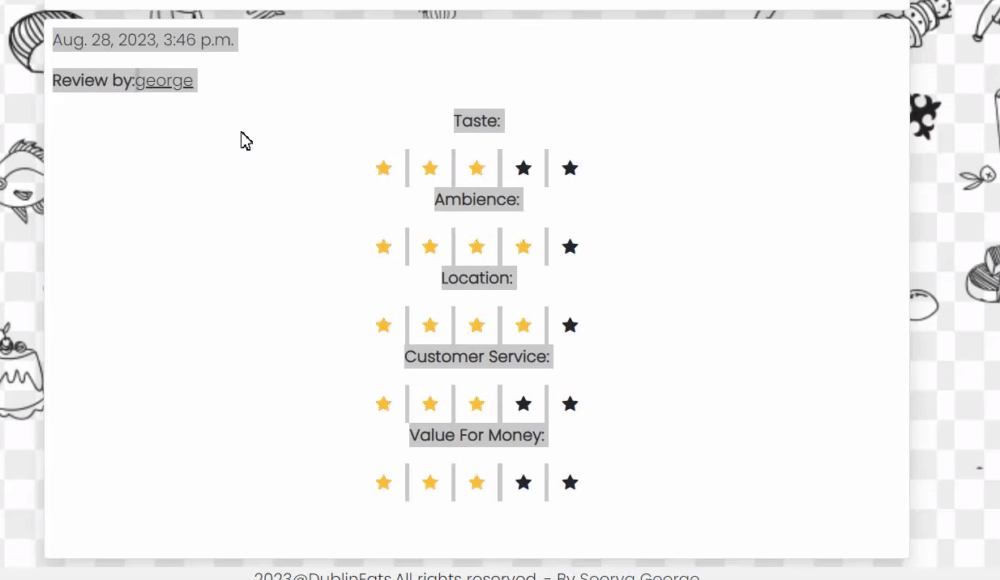 Aug. 28, 2023, 3:46 p.m.
Review by:george
Taste:
Ambience:
Location:
Customer Service:
Value For Money:
2023@DublinEats.All rights reserved. - By Soorya George